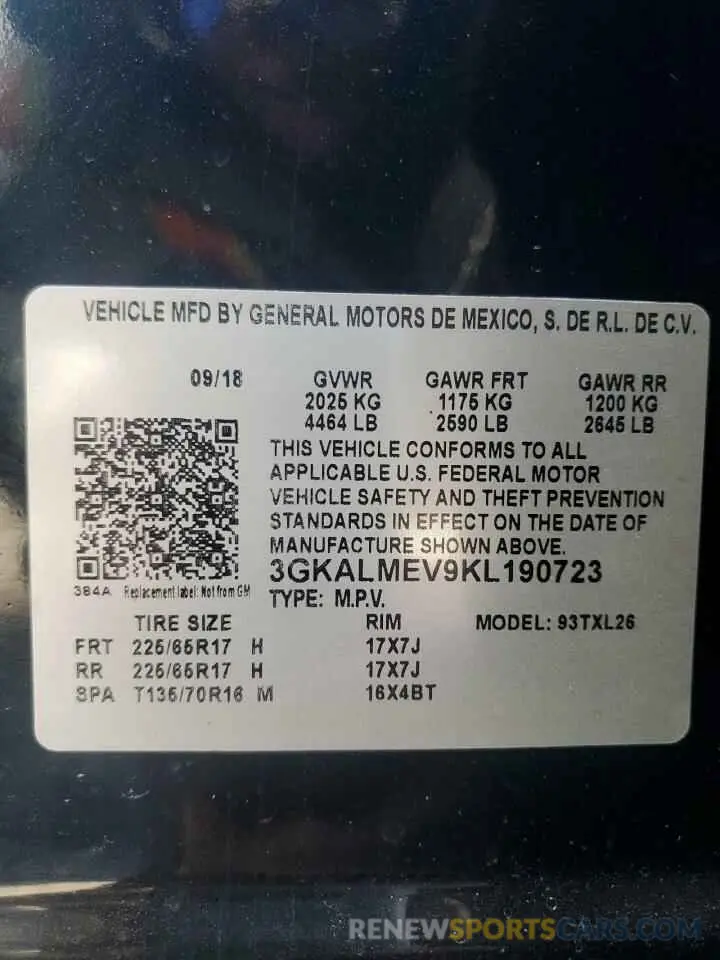 VEHICLE MFD BY GENERAL MOTORS DE MEXICO, S. DE R.L. DE C.V.
09/18 GVWR GAWR FRT GAWR RR
2025 KG 1175 KG 1200 KG
4464 LB 2590 LB 2645 LB
THIS VEHICLE CONFORMS TO ALL
APPLICABLE U.S. FEDERAL MOTOR
VEHICLE SAFETY AND THEFT PREVENTION
STANDARDS IN EFFECT ON THE DATE OF
MANUFACTURE SHOWN ABOVE.
3GKALMEV9KL190723
384A Replacement label: Not from GM
TYPE: M.P.V.
TIRE SIZE RIM MODEL: 93TXL26
FRT 225/65R17 H 17X7J
RR 225/65R17 H 17X7J
SPA T135/70R16 M 16X4BT
RENEWSPORTSCARS.COM